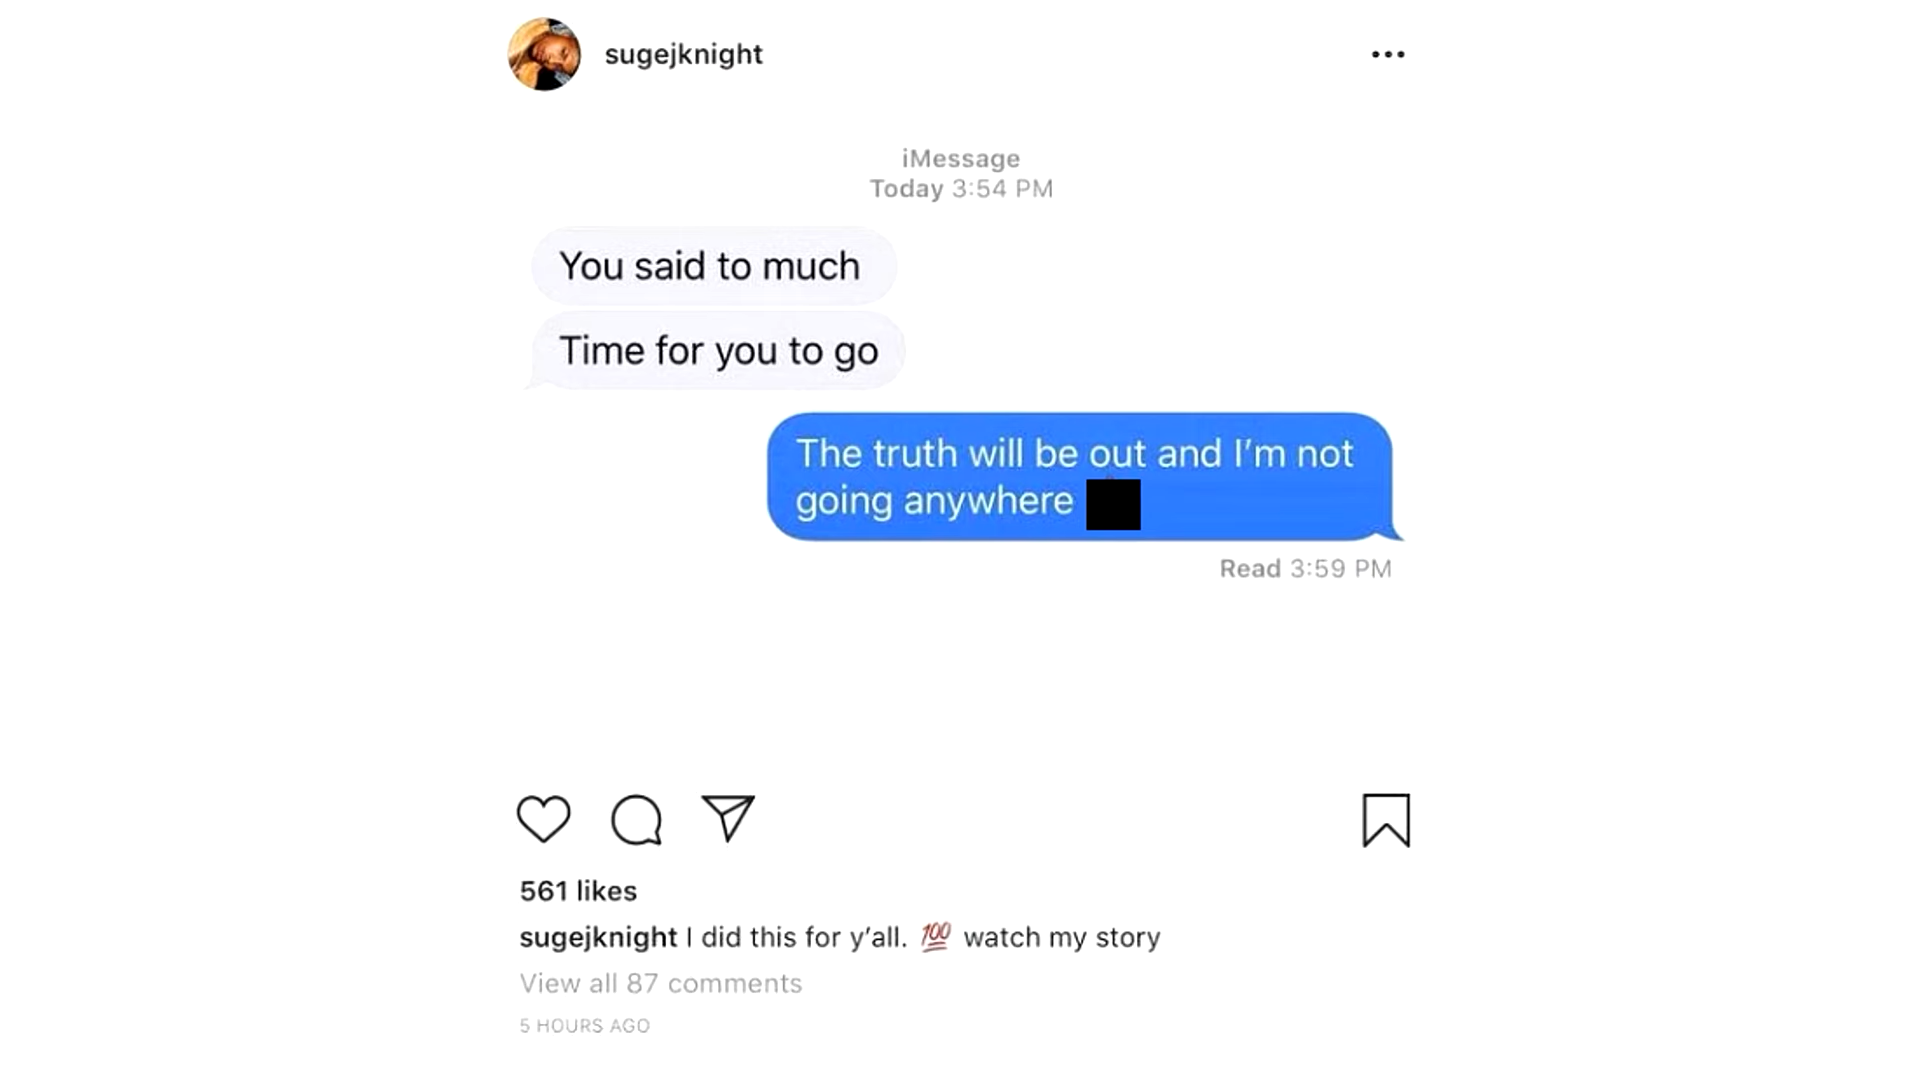 sugejknight
iMessage
Today 3:54 PM
You said to much
Time for you to go
The truth will be out and I'm not
going anywhere
Read 3:59 PM
561 likes
sugejknight I did this for y'all. 💯 watch my story
View all 87 comments
5 HOURS AGO